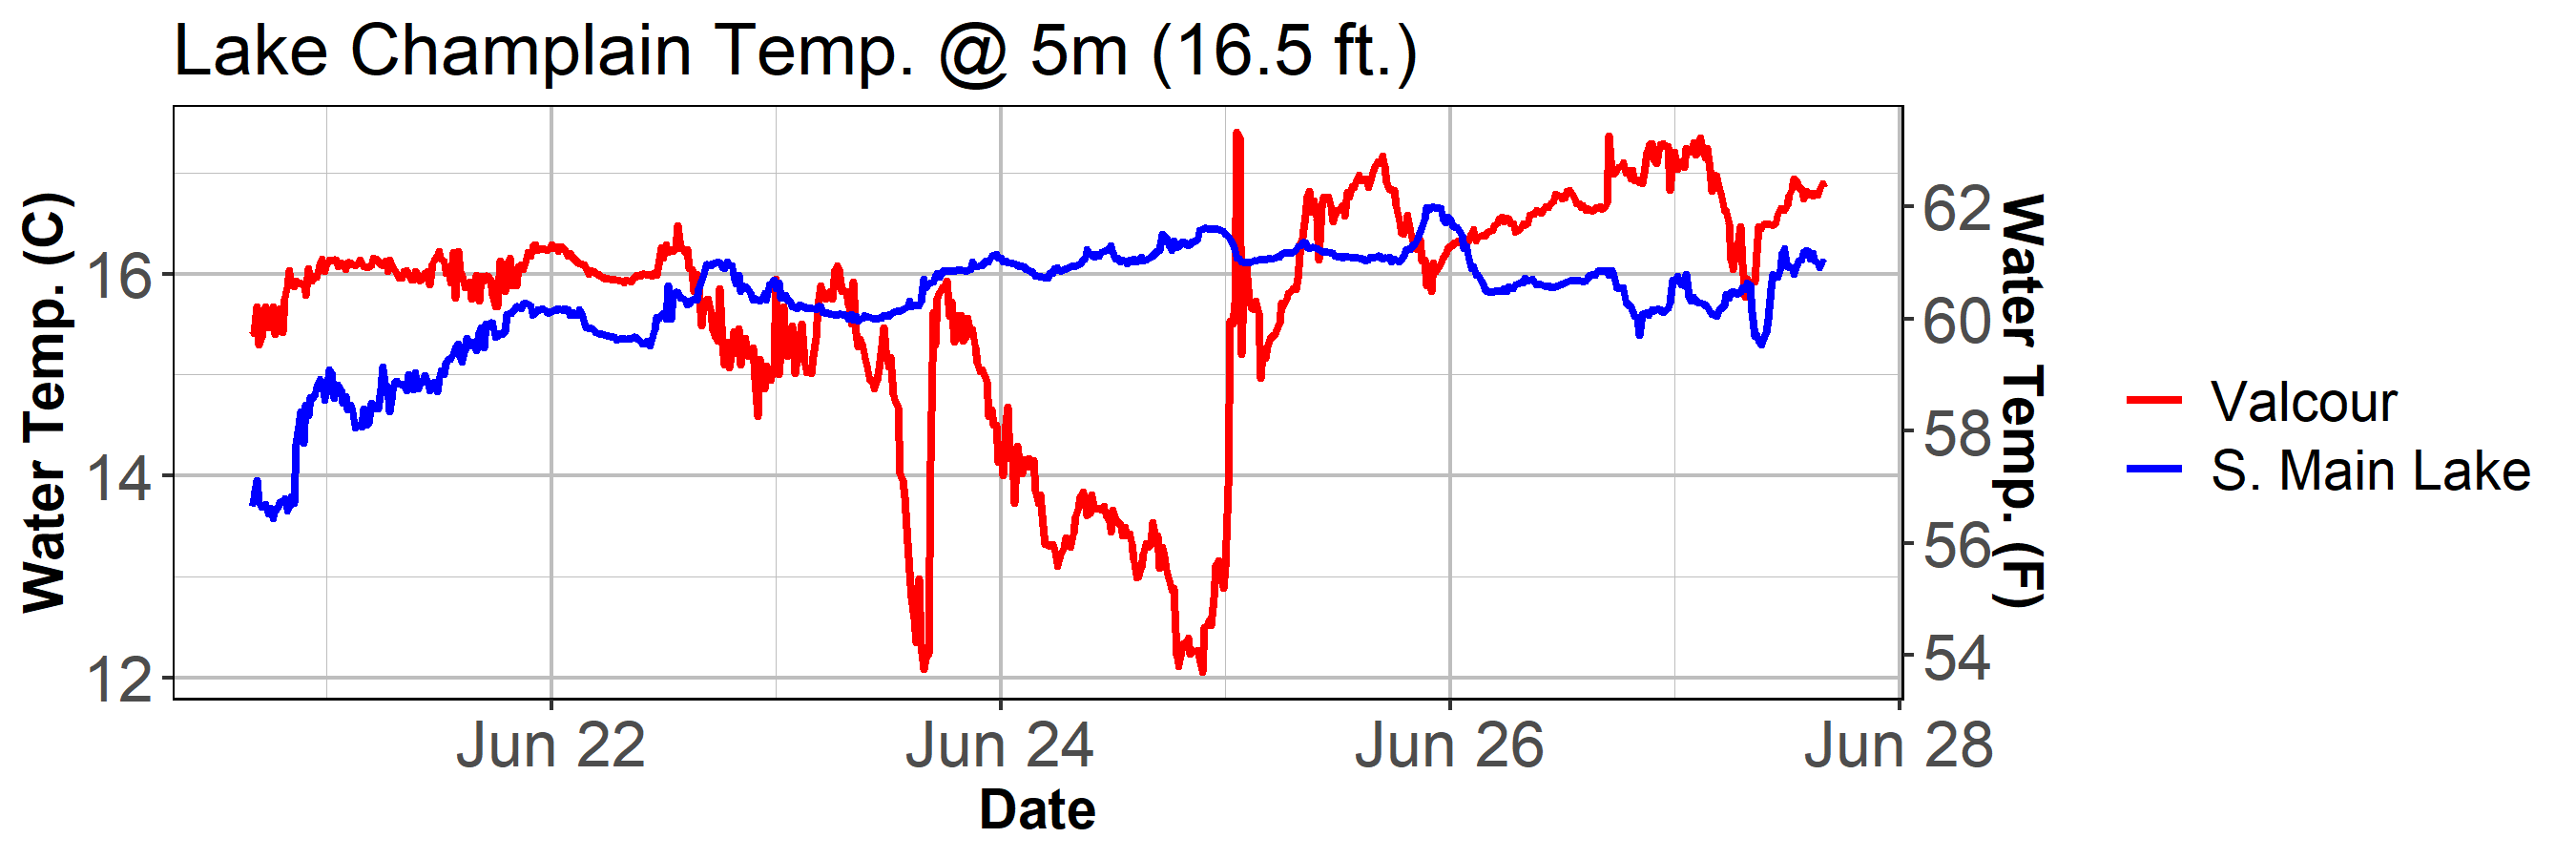 Lake Champlain Temp. @ 5m (16.5 ft.)
Water Temp. (C)
16
14
12
62
60
58
56
54
Water Temp. (F)
Jun 22
Jun 24
Jun 26
Jun 28
Date
Valcour
S. Main Lake